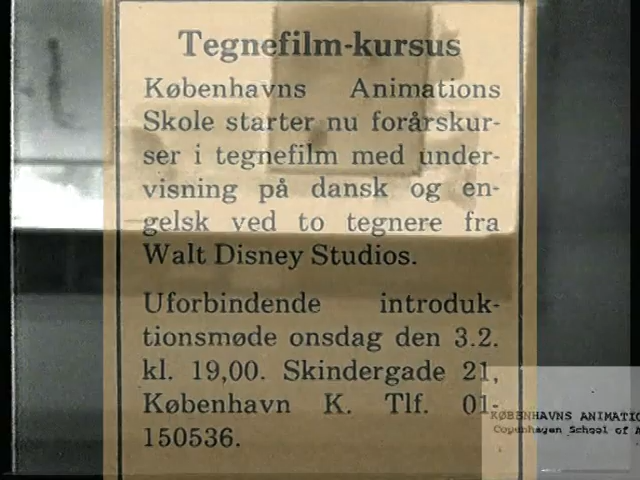 Tegnefilm-kursus
Københavns Animations
Skole starter nu forårskur-
ser i tegnefilm med under-
visning på dansk og en-
gelsk ved to tegnere fra
Walt Disney Studios.
Uforbindende introduk-
tionsmøde onsdag den 3.2.
kl. 19,00. Skindergade 21,
København K. Tlf. 01-
150536.
KØBENHAVNS ANIMATIO
Copenhagen School of A